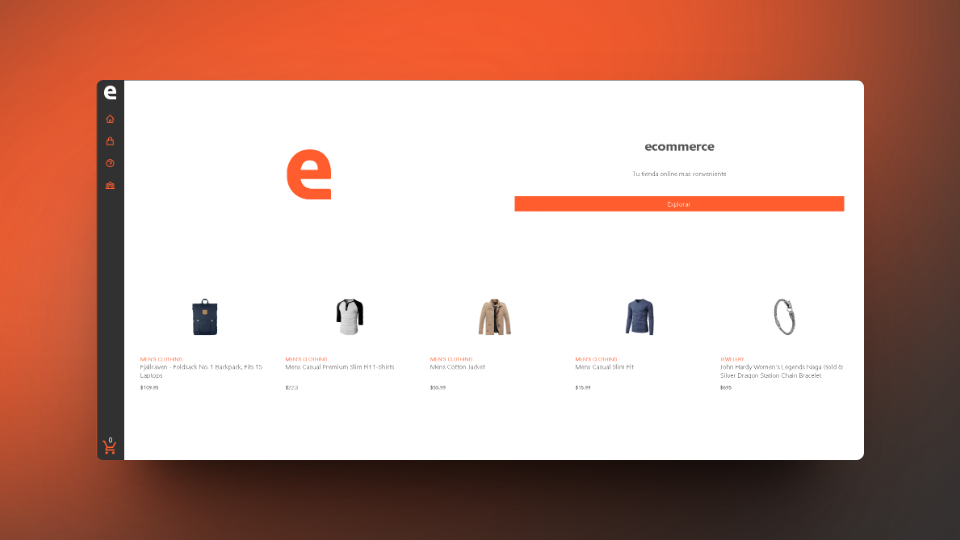 e
e
ecommerce
Tu tienda online mas conveniente
Explorar
MEN'S CLOTHING
Fjallraven - Foldsack No. 1 Backpack, Fits 15
Laptops
$109.95
MEN'S CLOTHING
Mens Casual Premium Slim Fit T-Shirts
$22.3
MEN'S CLOTHING
Mens Cotton Jacket
$55.99
MEN'S CLOTHING
Mens Casual Slim Fit
$15.99
JEWELERY
John Hardy Women's Legends Naga Gold &
Silver Dragon Station Chain Bracelet
$695
0